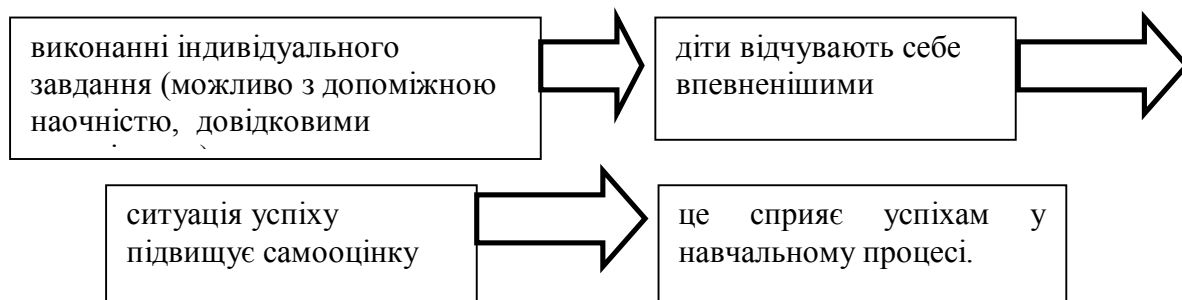 виконанні індивідуального
завдання (можливо з допоміжною
наочністю, довідковими
діти відчувають себе
впевненішими
ситуація успіху
підвищує самооцінку
це сприяє успіхам у
навчальному процесі.